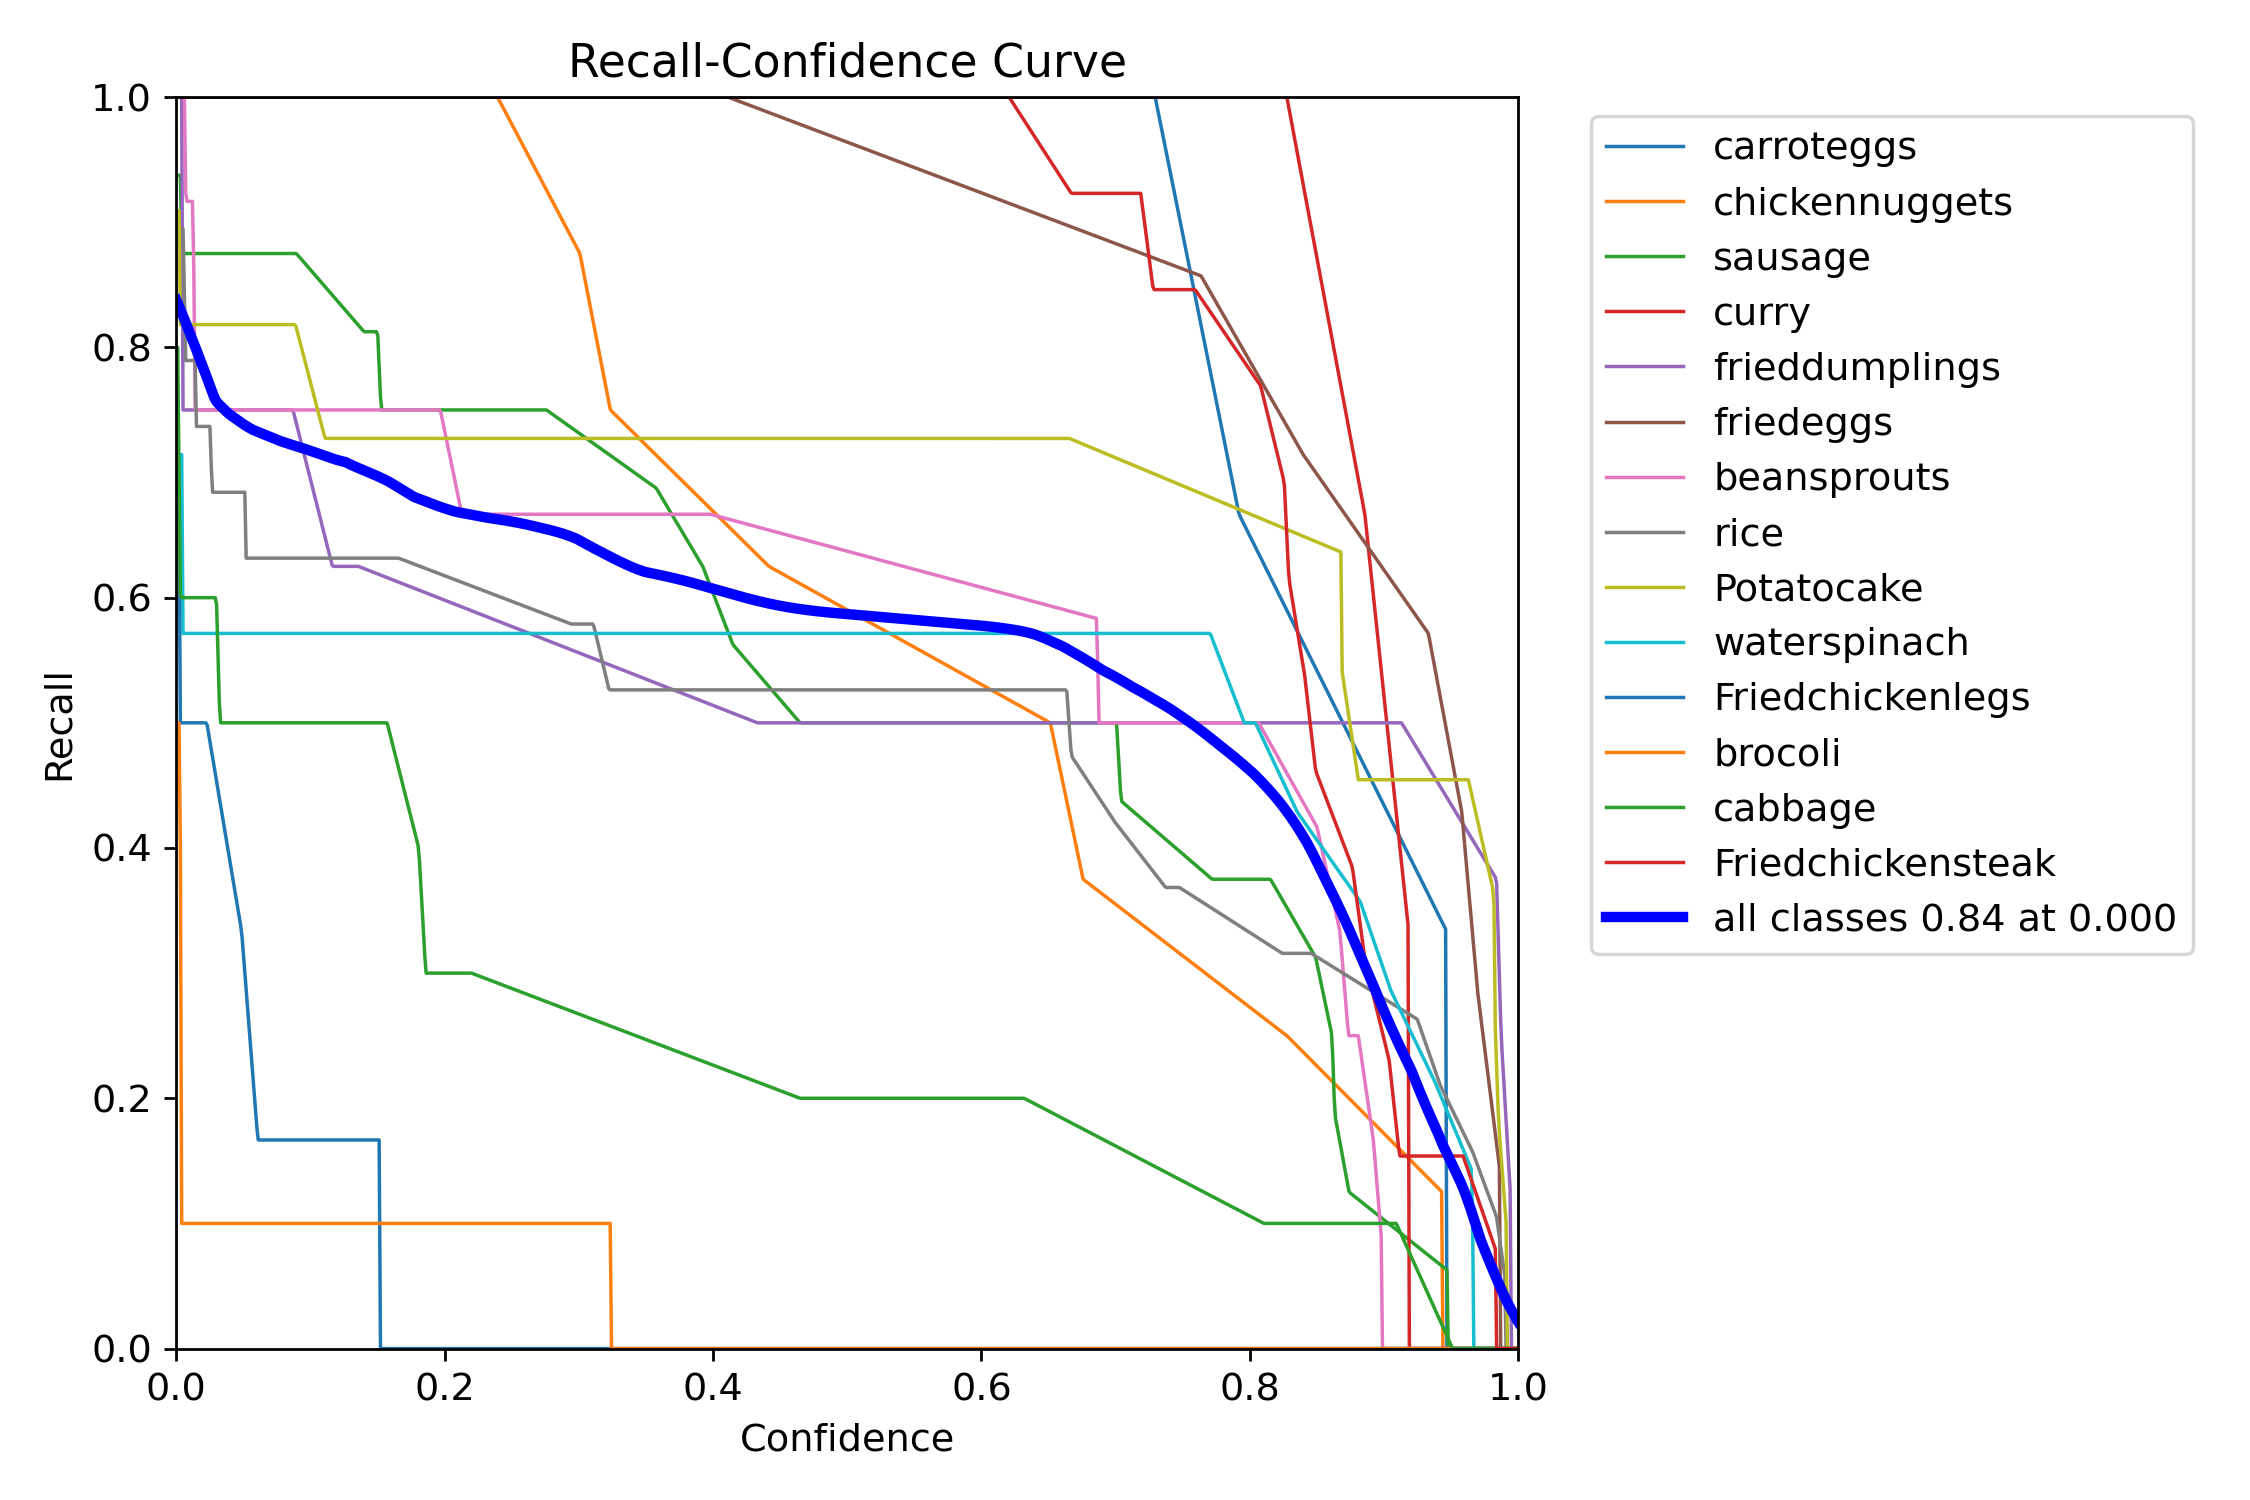 Recall-Confidence Curve
1.0
0.8
0.6
0.4
0.2
0.0
Recall
0.0 0.2 0.4 0.6 0.8 1.0
Confidence
carroteggs
chickennuggets
sausage
curry
frieddumplings
friedeggs
beansprouts
rice
Potatocake
waterspinach
Friedchickenlegs
brocoli
cabbage
Friedchickensteak
all classes 0.84 at 0.000